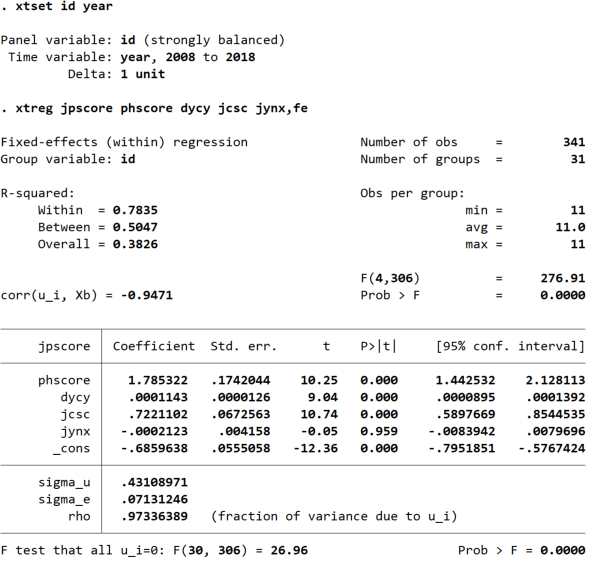 . xtset id year
Panel variable: id (strongly balanced)
Time variable: year, 2008 to 2018
Delta: 1 unit
. xtreg jpscore phscore dycy jcsc jynx,fe
Fixed-effects (within) regression Number of obs = 341
Group variable: id Number of groups = 31
R-squared: Obs per group:
Within = 0.7835 min = 11
Between = 0.5047 avg = 11.0
Overall = 0.3826 max = 11
F(4,306) = 276.91
corr(u_i, Xb) = -0.9471 Prob > F = 0.0000
jpscore Coefficient Std. err. t P>|t| [95% conf. interval]
phscore 1.785322 .1742044 10.25 0.000 1.442532 2.128113
dycy .0001143 .0000126 9.04 0.000 .0000895 .0001392
jcsc .7221102 .0672563 10.74 0.000 .5897669 .8544535
jynx -.0002123 .004158 -0.05 0.959 -.0083942 .0079696
_cons -.6859638 .0555058 -12.36 0.000 -.7951851 -.5767424
sigma_u .43108971
sigma_e .07131246
rho .97336389 (fraction of variance due to u_i)
F test that all u_i=0: F(30, 306) = 26.96 Prob > F = 0.0000